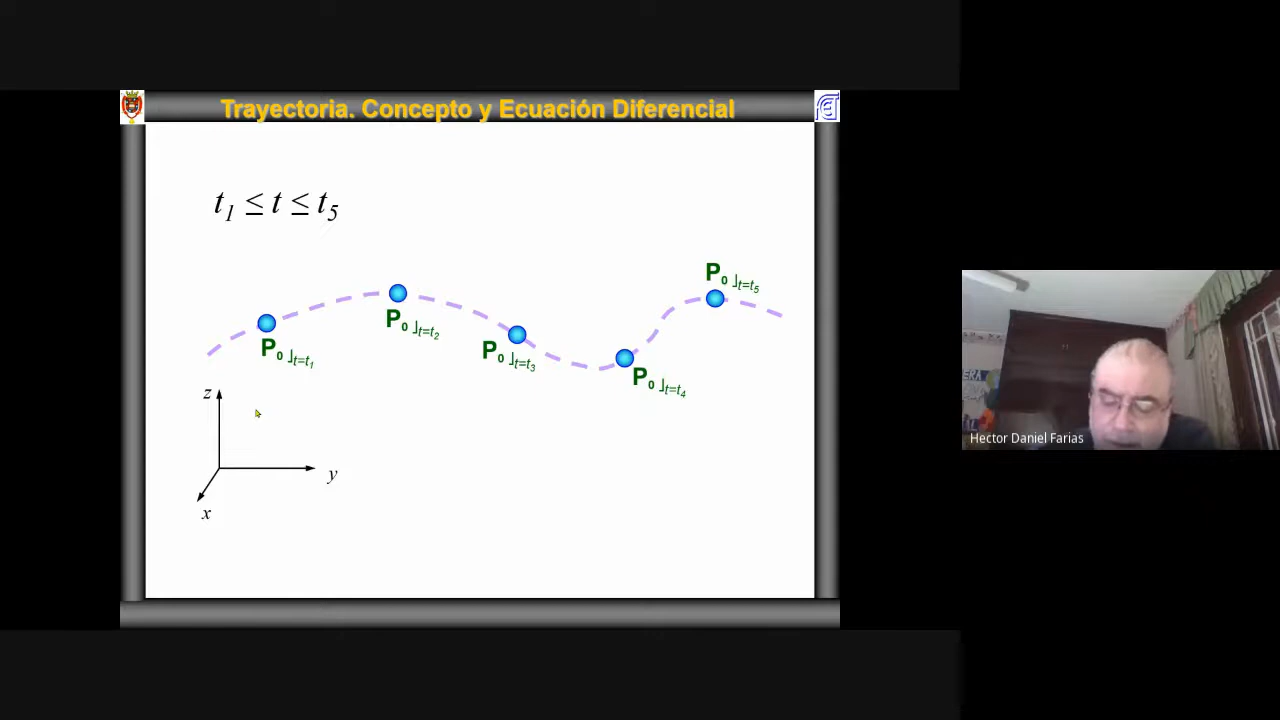 Trayectoria. Concepto y Ecuación Diferencial
t₁ ≤ t ≤ t₅
P₀ ⌋t=t₁
P₀ ⌋t=t₂
P₀ ⌋t=t₃
P₀ ⌋t=t₄
P₀ ⌋t=t₅
z
y
x
Hector Daniel Farias